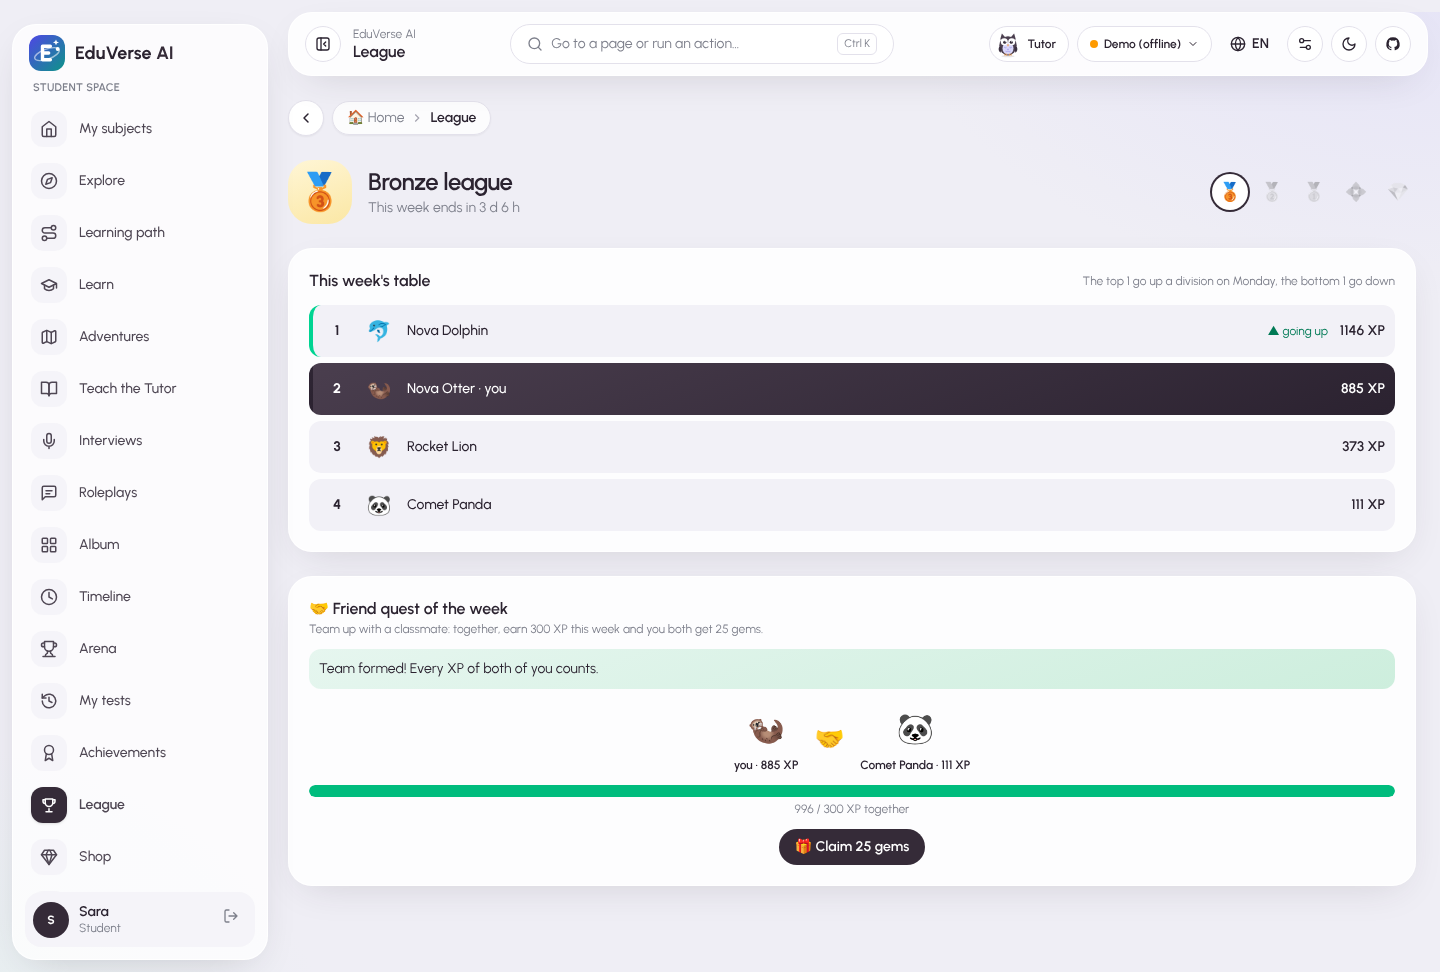 EduVerse AI
STUDENT SPACE
My subjects
Explore
Learning path
Learn
Adventures
Teach the Tutor
Interviews
Roleplays
Album
Timeline
Arena
My tests
Achievements
League
Shop
S
Sara
Student
EduVerse AI
League
Go to a page or run an action...
Ctrl K
Tutor
Demo (offline)
EN
Home
League
Bronze league
This week ends in 3 d 6 h
This week's table
The top 1 go up a division on Monday, the bottom 1 go down
1 Nova Dolphin ▲ going up 1146 XP
2 Nova Otter · you 885 XP
3 Rocket Lion 373 XP
4 Comet Panda 111 XP
Friend quest of the week
Team up with a classmate: together, earn 300 XP this week and you both get 25 gems.
Team formed! Every XP of both of you counts.
you · 885 XP
Comet Panda · 111 XP
996 / 300 XP together
Claim 25 gems